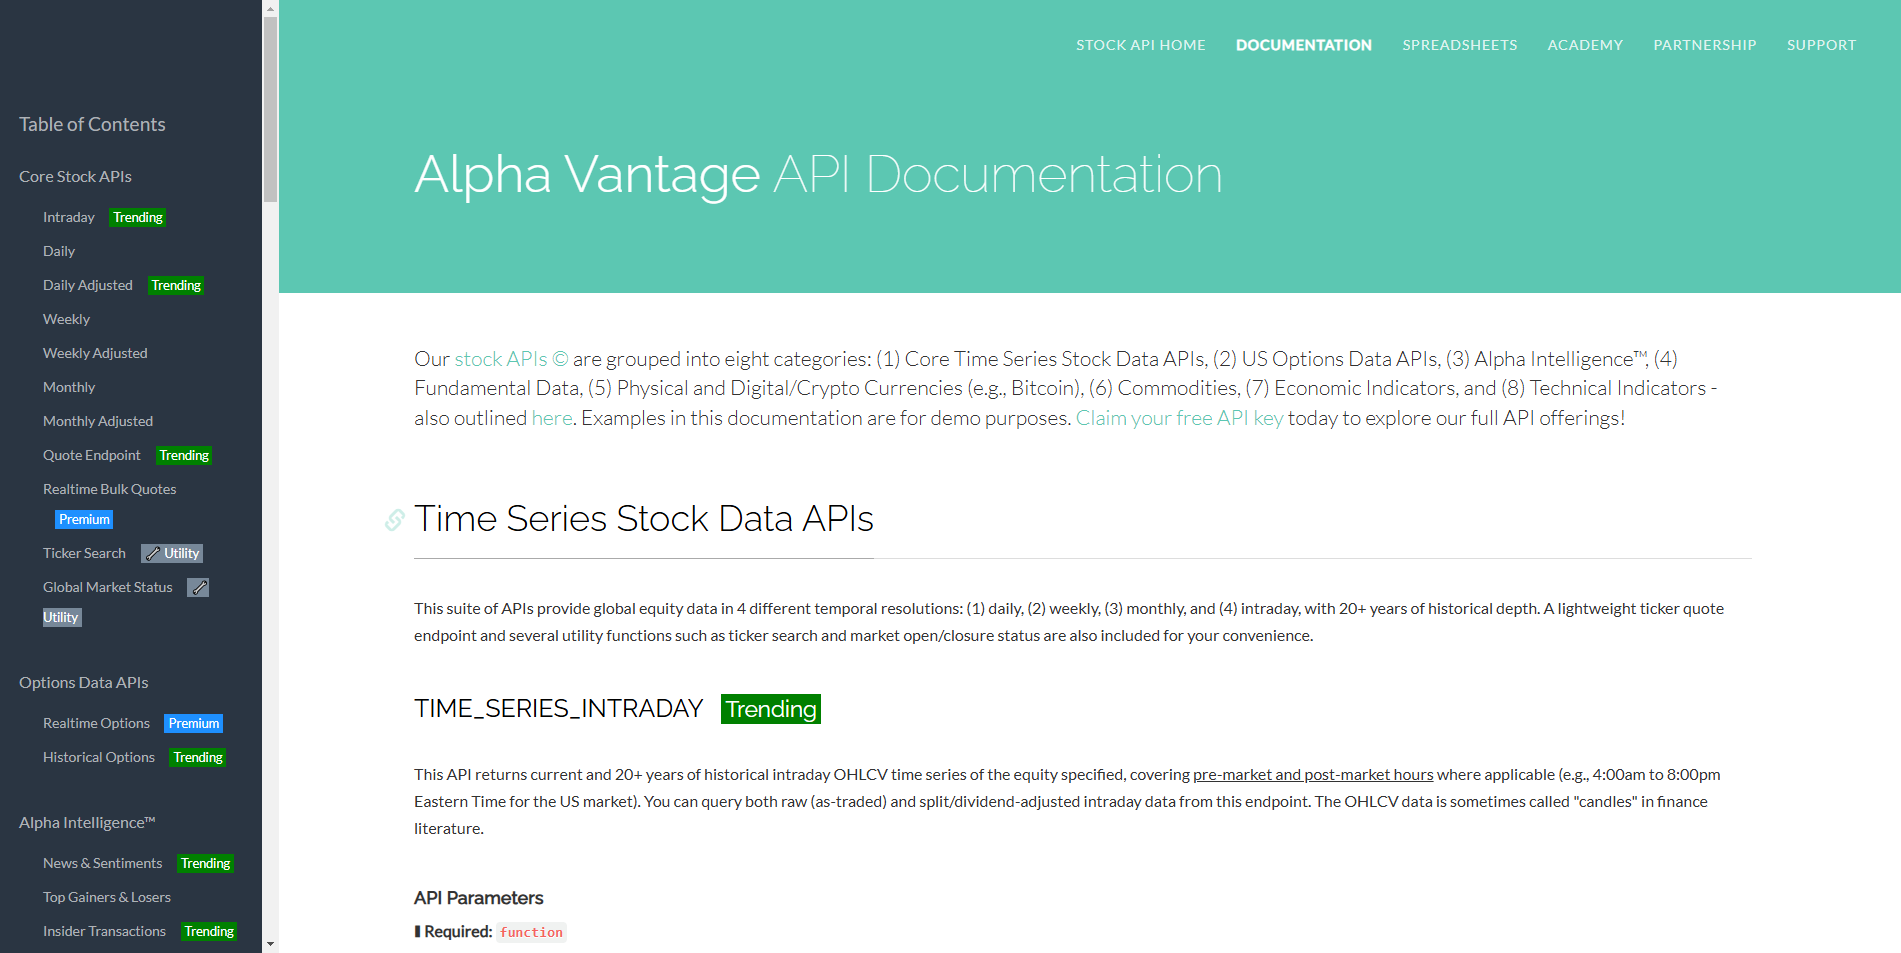 STOCK API HOME DOCUMENTATION SPREADSHEETS ACADEMY PARTNERSHIP SUPPORT
Table of Contents
Core Stock APIs
Intraday Trending
Daily
Daily Adjusted Trending
Weekly
Weekly Adjusted
Monthly
Monthly Adjusted
Quote Endpoint Trending
Realtime Bulk Quotes
Premium
Ticker Search Utility
Global Market Status
Utility
Options Data APIs
Realtime Options Premium
Historical Options Trending
Alpha Intelligence™
News & Sentiments Trending
Top Gainers & Losers
Insider Transactions Trending
Alpha Vantage API Documentation
Our stock APIs © are grouped into eight categories: (1) Core Time Series Stock Data APIs, (2) US Options Data APIs, (3) Alpha Intelligence™, (4)
Fundamental Data, (5) Physical and Digital/Crypto Currencies (e.g., Bitcoin), (6) Commodities, (7) Economic Indicators, and (8) Technical Indicators -
also outlined here. Examples in this documentation are for demo purposes. Claim your free API key today to explore our full API offerings!
Time Series Stock Data APIs
This suite of APIs provide global equity data in 4 different temporal resolutions: (1) daily, (2) weekly, (3) monthly, and (4) intraday, with 20+ years of historical depth. A lightweight ticker quote
endpoint and several utility functions such as ticker search and market open/closure status are also included for your convenience.
TIME_SERIES_INTRADAY Trending
This API returns current and 20+ years of historical intraday OHLCV time series of the equity specified, covering pre-market and post-market hours where applicable (e.g., 4:00am to 8:00pm
Eastern Time for the US market). You can query both raw (as-traded) and split/dividend-adjusted intraday data from this endpoint. The OHLCV data is sometimes called "candles" in finance
literature.
API Parameters
❚ Required: function